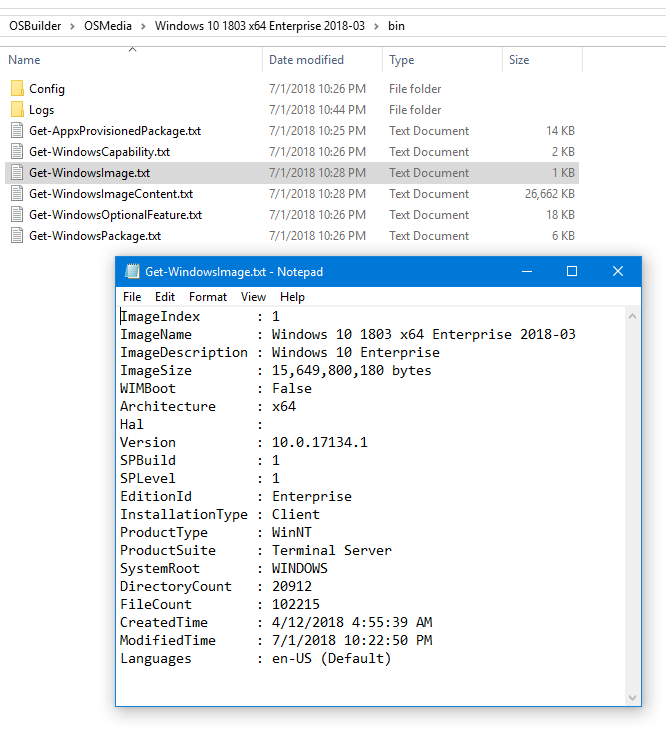 OSBuilder > OSMedia > Windows 10 1803 x64 Enterprise 2018-03 > bin
Name Date modified Type Size
Config 7/1/2018 10:26 PM File folder
Logs 7/1/2018 10:44 PM File folder
Get-AppxProvisionedPackage.txt 7/1/2018 10:25 PM Text Document 14 KB
Get-WindowsCapability.txt 7/1/2018 10:26 PM Text Document 2 KB
Get-WindowsImage.txt 7/1/2018 10:28 PM Text Document 1 KB
Get-WindowsImageContent.txt 7/1/2018 10:28 PM Text Document 26,662 KB
Get-WindowsOptionalFeature.txt 7/1/2018 10:26 PM Text Document 18 KB
Get-WindowsPackage.txt 7/1/2018 10:26 PM Text Document 6 KB
Get-WindowsImage.txt - Notepad
File Edit Format View Help
ImageIndex : 1
ImageName : Windows 10 1803 x64 Enterprise 2018-03
ImageDescription : Windows 10 Enterprise
ImageSize : 15,649,800,180 bytes
WIMBoot : False
Architecture : x64
Hal :
Version : 10.0.17134.1
SPBuild : 1
SPLevel : 1
EditionId : Enterprise
InstallationType : Client
ProductType : WinNT
ProductSuite : Terminal Server
SystemRoot : WINDOWS
DirectoryCount : 20912
FileCount : 102215
CreatedTime : 4/12/2018 4:55:39 AM
ModifiedTime : 7/1/2018 10:22:50 PM
Languages : en-US (Default)